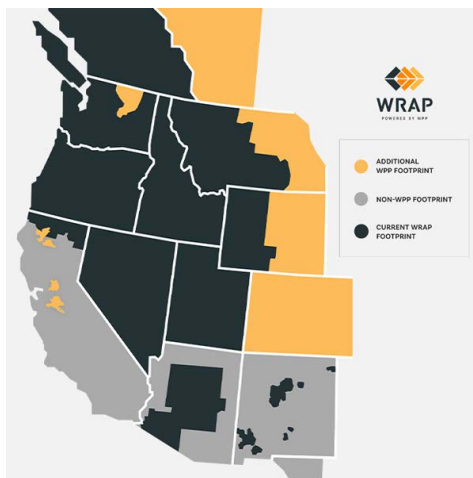 WRAP
POWERED BY WPP
ADDITIONAL
WPP FOOTPRINT
NON-WPP FOOTPRINT
CURRENT WRAP
FOOTPRINT